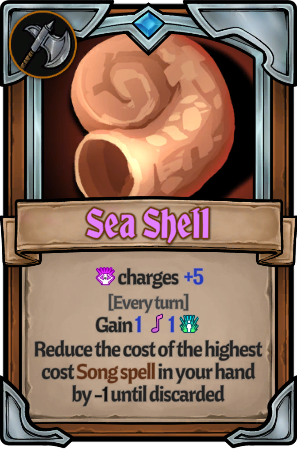 Sea Shell
charges +5
[Every turn]
Gain 1 1
Reduce the cost of the highest
cost Song spell in your hand
by -1 until discarded